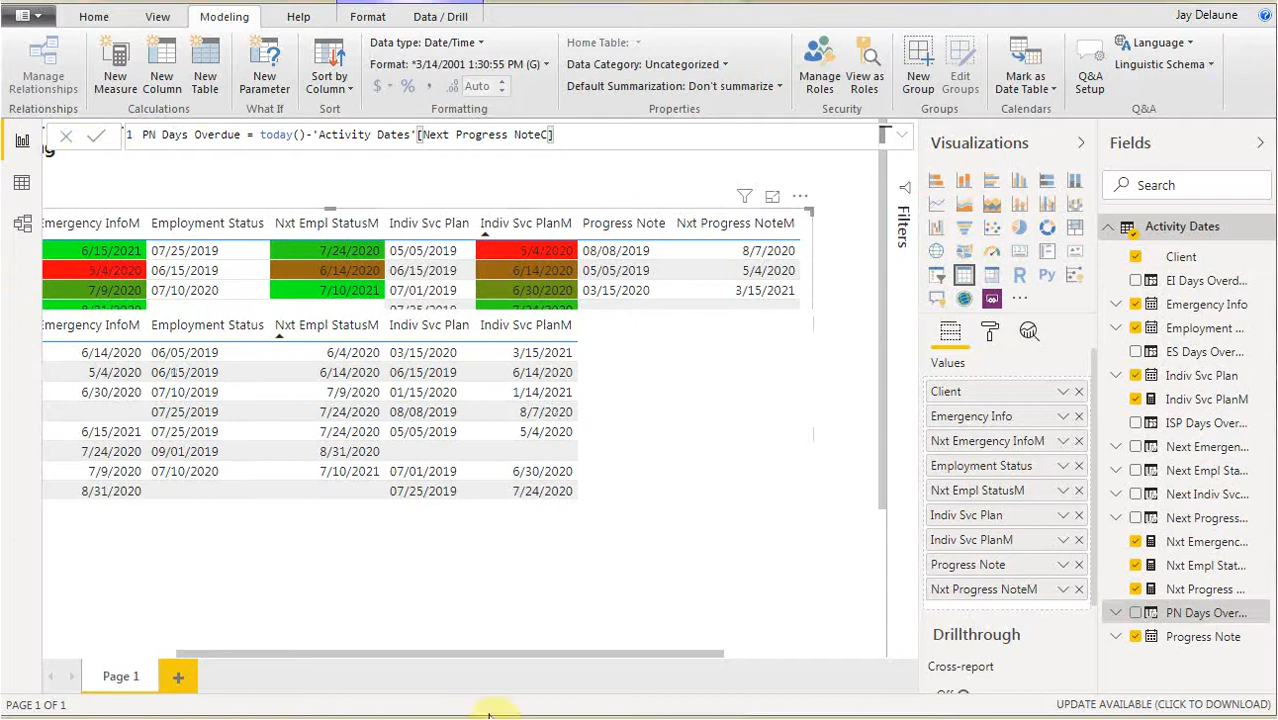 Home View Modeling Help Format Data / Drill Jay Delaune
Manage Relationships
New Measure
New Column
New Table
New Parameter
Sort by Column
Data type: Date/Time
Format: *3/14/2001 1:30:55 PM (G)
$ % , Auto
Home Table:
Data Category: Uncategorized
Default Summarization: Don't summarize
Manage Roles
View as Roles
New Group
Edit Groups
Mark as Date Table
Q&A Setup
Language
Linguistic Schema
Relationships Calculations What If Sort Formatting Properties Security Groups Calendars Q&A
1 PN Days Overdue = today()-'Activity Dates'[Next Progress NoteC]
Emergency InfoM Employment Status Nxt Empl StatusM Indiv Svc Plan Indiv Svc PlanM Progress Note Nxt Progress NoteM
6/15/2021 07/25/2019 7/24/2020 05/05/2019 5/4/2020 08/08/2019 8/7/2020
5/4/2020 06/15/2019 6/14/2020 06/15/2019 6/14/2020 05/05/2019 5/4/2020
7/9/2020 07/10/2020 7/10/2021 07/01/2019 6/30/2020 03/15/2020 3/15/2021
Emergency InfoM Employment Status Nxt Empl StatusM Indiv Svc Plan Indiv Svc PlanM
6/14/2020 06/05/2019 6/4/2020 03/15/2020 3/15/2021
5/4/2020 06/15/2019 6/14/2020 06/15/2019 6/14/2020
6/30/2020 07/10/2019 7/9/2020 01/15/2020 1/14/2021
07/25/2019 7/24/2020 08/08/2019 8/7/2020
6/15/2021 07/25/2019 7/24/2020 05/05/2019 5/4/2020
7/24/2020 09/01/2019 8/31/2020
7/9/2020 07/10/2020 7/10/2021 07/01/2019 6/30/2020
8/31/2020 07/25/2019 7/24/2020
Page 1
PAGE 1 OF 1
Filters
Visualizations
Values
Client
Emergency Info
Nxt Emergency InfoM
Employment Status
Nxt Empl StatusM
Indiv Svc Plan
Indiv Svc PlanM
Progress Note
Nxt Progress NoteM
Drillthrough
Cross-report
Fields
Search
Activity Dates
Client
EI Days Overd...
Emergency Info
Employment ...
ES Days Over...
Indiv Svc Plan
Indiv Svc PlanM
ISP Days Over...
Next Emergen...
Next Empl Sta...
Next Indiv Svc...
Next Progress...
Nxt Emergenc...
Nxt Empl Stat...
Nxt Progress ...
PN Days Over...
Progress Note
UPDATE AVAILABLE (CLICK TO DOWNLOAD)